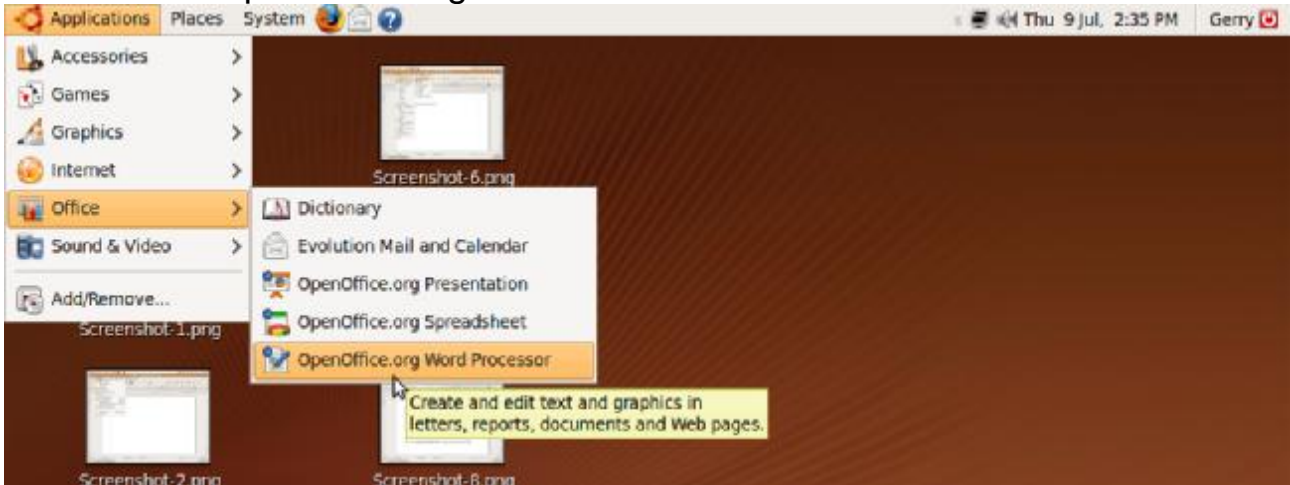 Applications Places System Thu 9 Jul, 2:35 PM Gerry
Accessories
Games
Graphics
Internet
Screenshot-6.png
Office
Dictionary
Sound & Video
Evolution Mail and Calendar
OpenOffice.org Presentation
Add/Remove...
OpenOffice.org Spreadsheet
Screenshot-1.png
OpenOffice.org Word Processor
Create and edit text and graphics in
letters, reports, documents and Web pages.
Screenshot-2.png
Screenshot-8.png